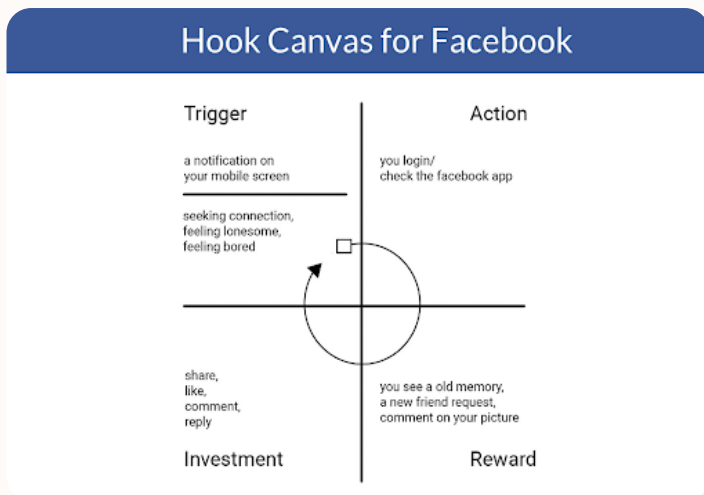 Hook Canvas for Facebook
Trigger
a notification on
your mobile screen
seeking connection,
feeling lonesome,
feeling bored
Action
you login/
check the facebook app
share,
like,
comment,
reply
Investment
you see a old memory,
a new friend request,
comment on your picture
Reward